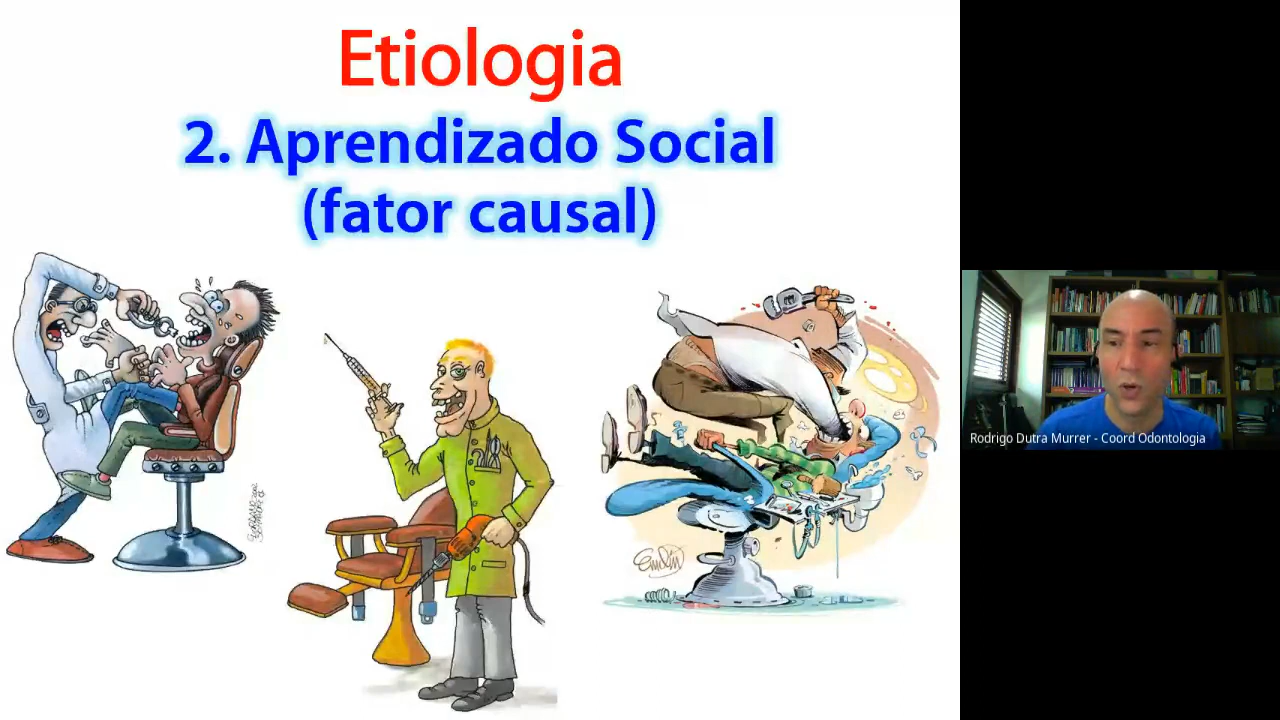 Etiologia
2. Aprendizado Social
(fator causal)
Rodrigo Dutra Murrer - Coord Odontologia